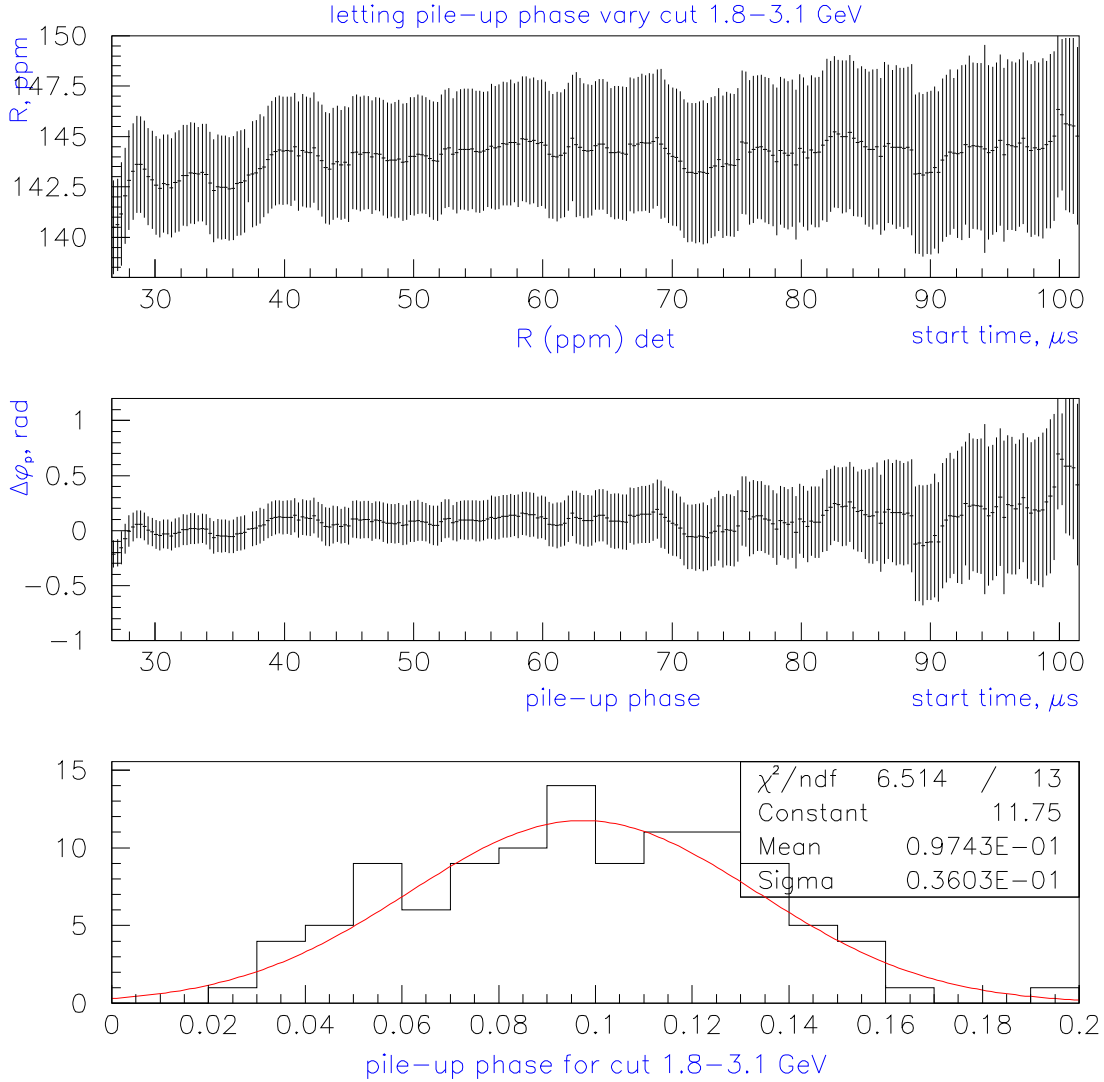 letting pile-up phase vary cut 1.8-3.1 GeV
R, ppm
150
147.5
145
142.5
140
30 40 50 60 70 80 90 100
R (ppm) det
start time, μs
Δφp, rad
1
0.5
0
-0.5
-1
30 40 50 60 70 80 90 100
pile-up phase
start time, μs
15
10
5
0
χ²/ndf 6.514 / 13
Constant 11.75
Mean 0.9743E-01
Sigma 0.3603E-01
0 0.02 0.04 0.06 0.08 0.1 0.12 0.14 0.16 0.18 0.2
pile-up phase for cut 1.8-3.1 GeV